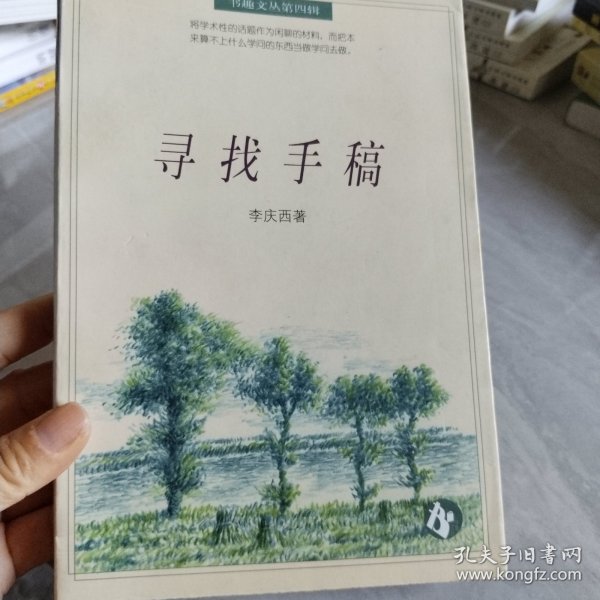 书趣文丛第四辑
将学术性的话题作为闲聊的材料，而把本
来算不上什么学问的东西当做学问去做。
寻找手稿
李庆西著
孔夫子旧书网
www.kongfz.com